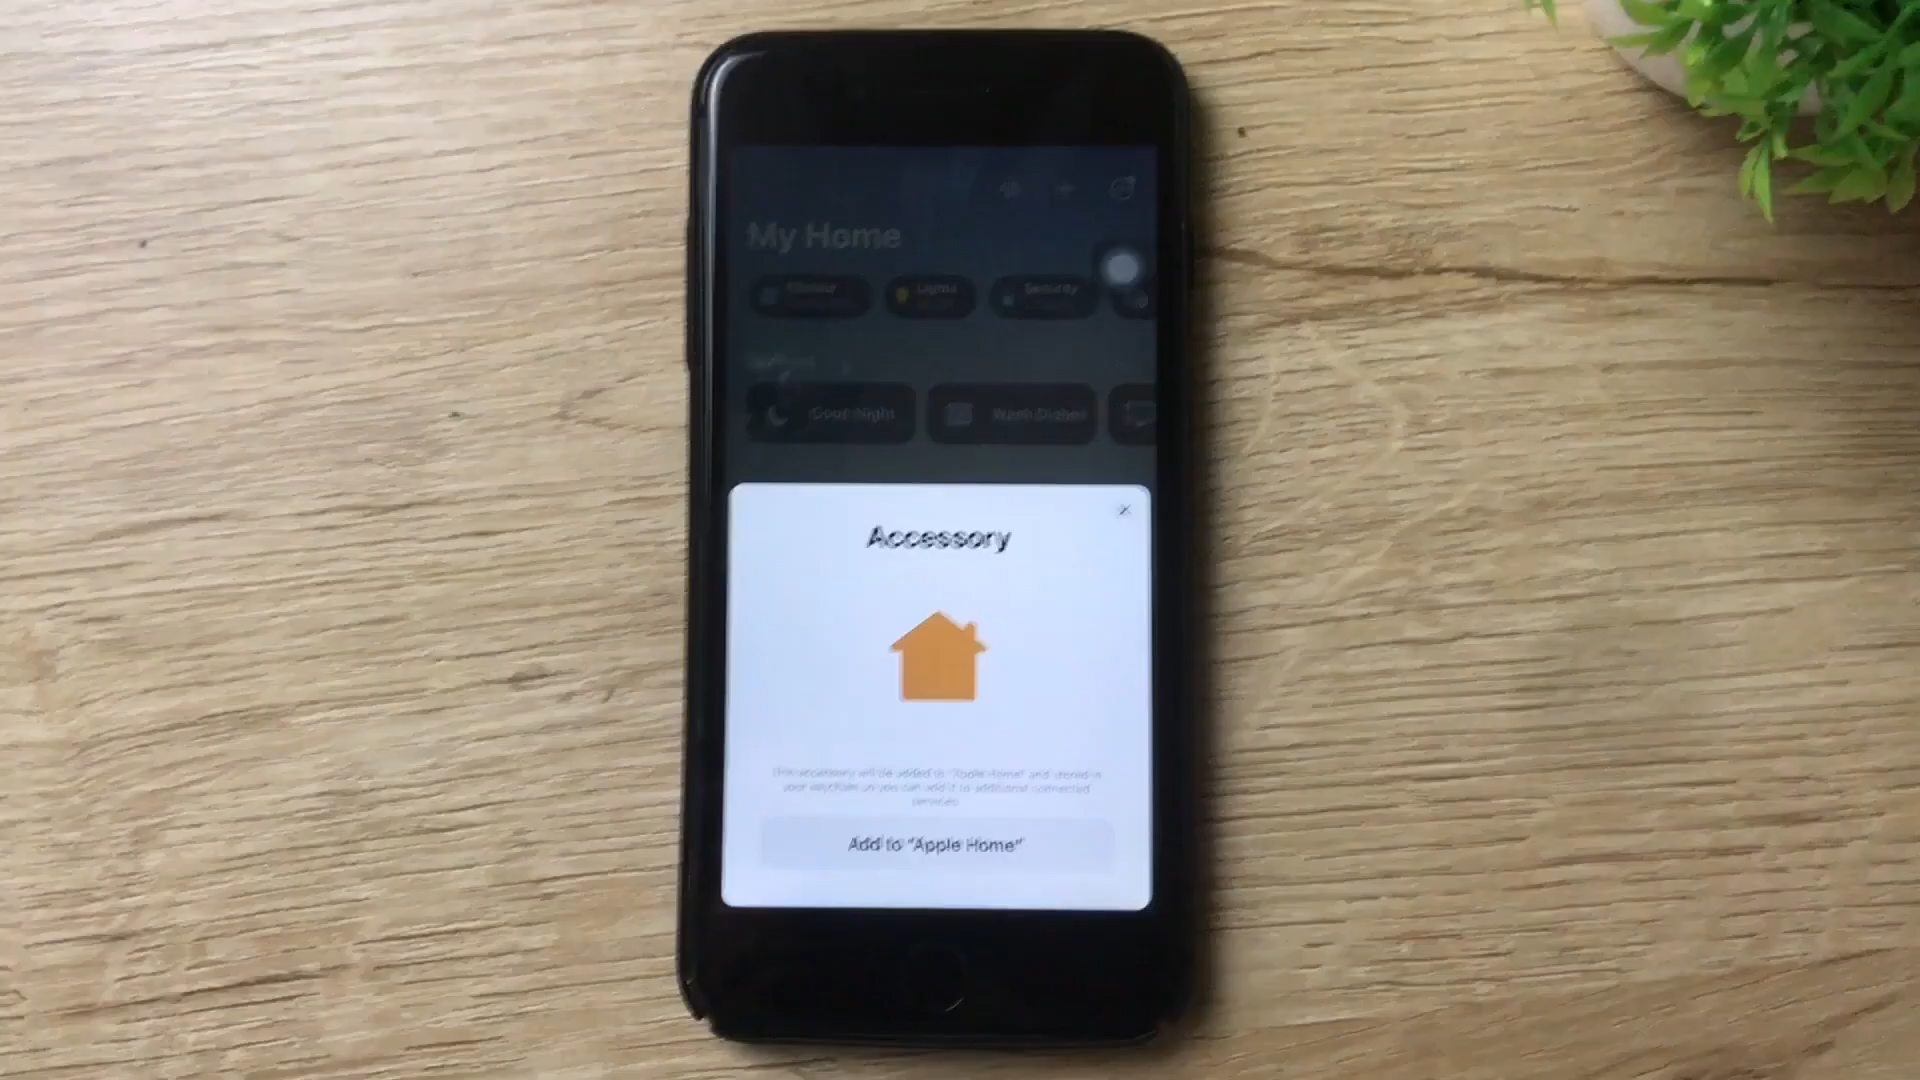 My Home
Climate
Lights
Security
Good Night
Wash Dishes
Accessory
This accessory will be added to "Apple Home" and stored in
your keychain so you can add it to additional connected
services.
Add to "Apple Home"